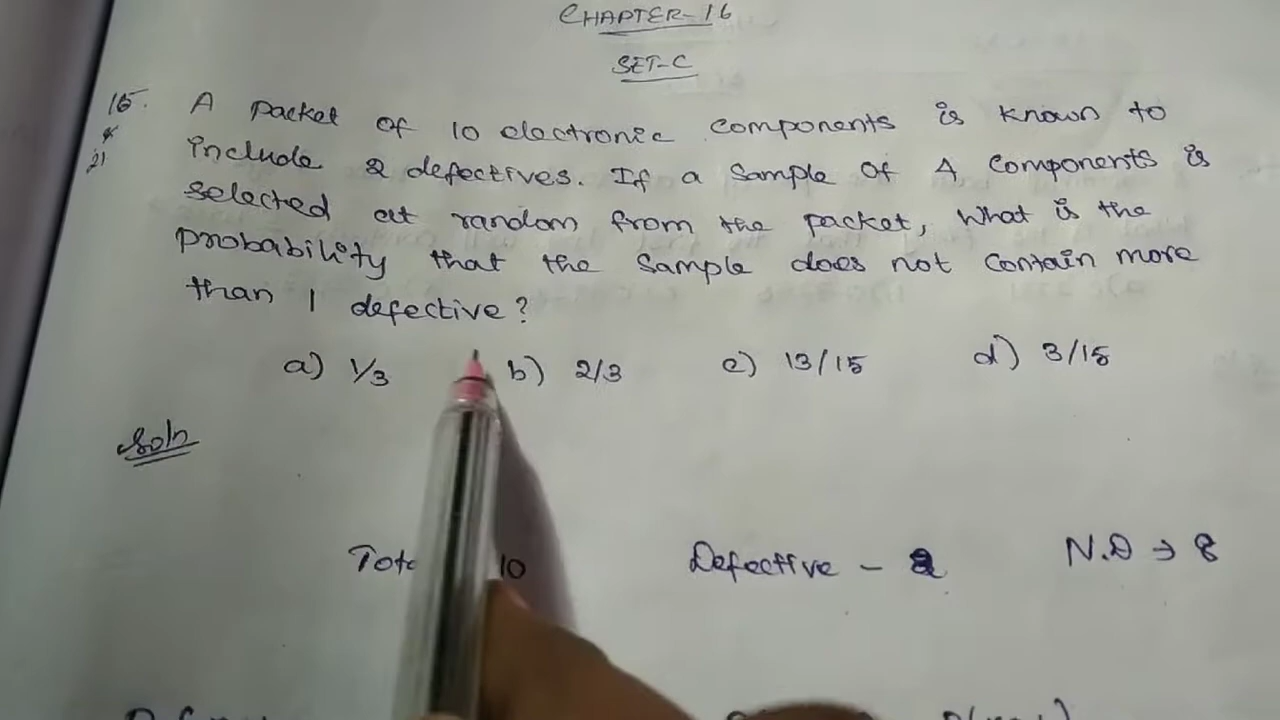 CHAPTER-16
SET-C
15. A packet of 10 electronic components is known to
& 21 include 2 defectives. If a sample of 4 components is
selected at random from the packet, what is the
probability that the sample does not contain more
than 1 defective?
a) 1/3 b) 2/3 c) 13/15 d) 3/15
Soln
Tot 10 Defective - 2 N.D → 8